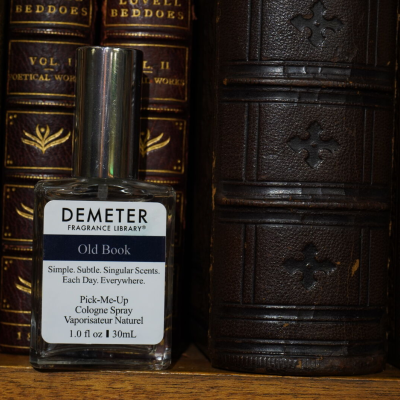 LOVELL
BEDDOES
BEDDOES
VOL. I
VOL. II
POETICAL WORKS
WORKS
DEMETER
FRAGRANCE LIBRARY®
Old Book
Simple. Subtle. Singular Scents.
Each Day. Everywhere.
Pick-Me-Up
Cologne Spray
Vaporisateur Naturel
1.0 fl oz ▮ 30mL